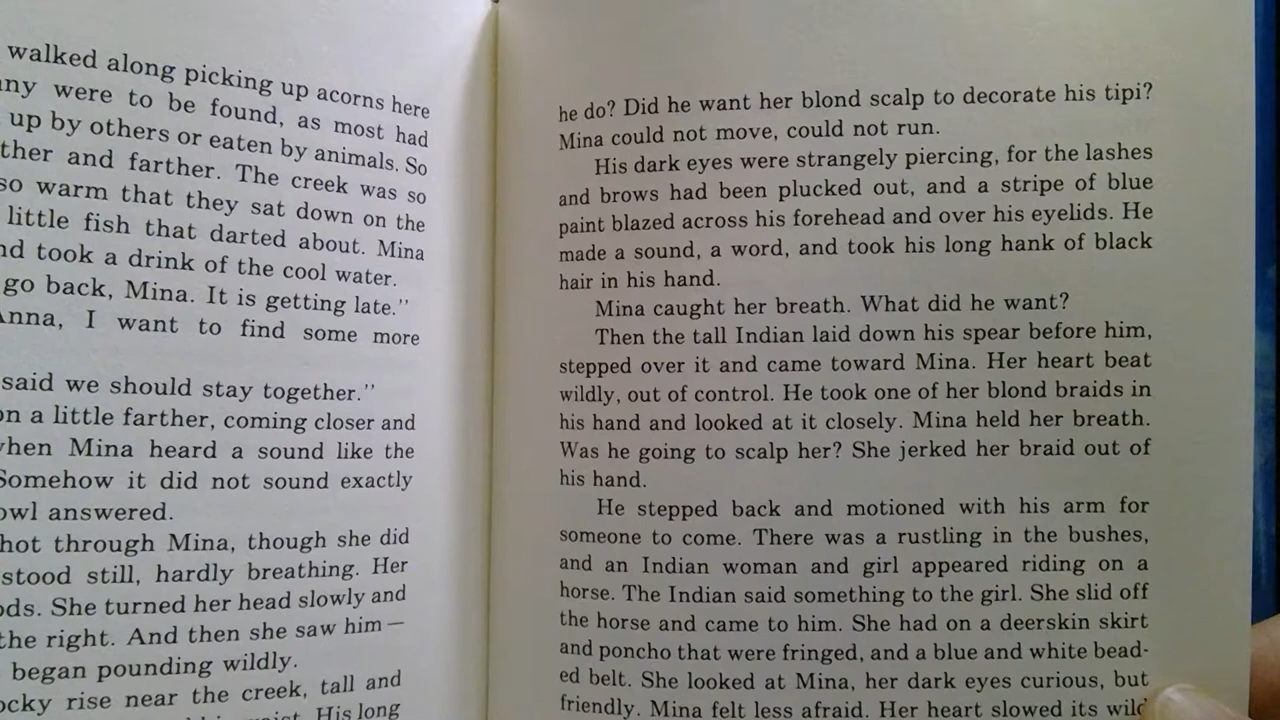 walked along picking up acorns here
ny were to be found, as most had
up by others or eaten by animals. So
ther and farther. The creek was so
so warm that they sat down on the
little fish that darted about. Mina
nd took a drink of the cool water.
go back, Mina. It is getting late."
Anna, I want to find some more
said we should stay together."
on a little farther, coming closer and
when Mina heard a sound like the
Somehow it did not sound exactly
owl answered.
hot through Mina, though she did
stood still, hardly breathing. Her
ods. She turned her head slowly and
the right. And then she saw him—
began pounding wildly.
ocky rise near the creek, tall and
His long
he do? Did he want her blond scalp to decorate his tipi?
Mina could not move, could not run.
His dark eyes were strangely piercing, for the lashes
and brows had been plucked out, and a stripe of blue
paint blazed across his forehead and over his eyelids. He
made a sound, a word, and took his long hank of black
hair in his hand.
Mina caught her breath. What did he want?
Then the tall Indian laid down his spear before him,
stepped over it and came toward Mina. Her heart beat
wildly, out of control. He took one of her blond braids in
his hand and looked at it closely. Mina held her breath.
Was he going to scalp her? She jerked her braid out of
his hand.
He stepped back and motioned with his arm for
someone to come. There was a rustling in the bushes,
and an Indian woman and girl appeared riding on a
horse. The Indian said something to the girl. She slid off
the horse and came to him. She had on a deerskin skirt
and poncho that were fringed, and a blue and white bead-
ed belt. She looked at Mina, her dark eyes curious, but
friendly. Mina felt less afraid. Her heart slowed its wild